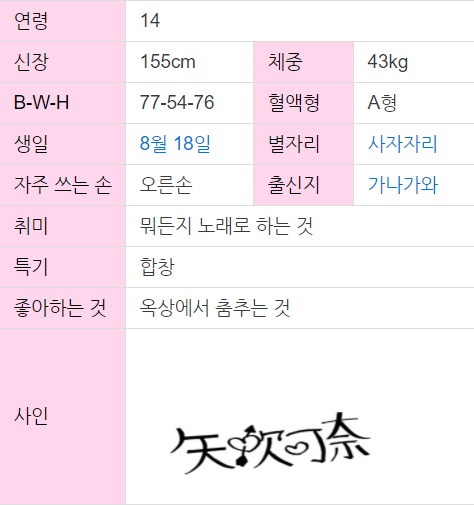 연령 14
신장 155cm 체중 43kg
B-W-H 77-54-76 혈액형 A형
생일 8월 18일 별자리 사자자리
자주 쓰는 손 오른손 출신지 가나가와
취미 뭐든지 노래로 하는 것
특기 합창
좋아하는 것 옥상에서 춤추는 것
사인 矢吹可奈